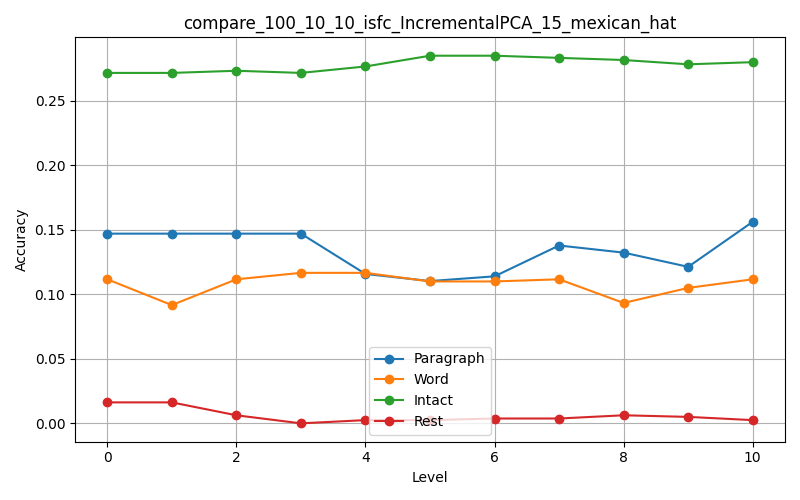 compare_100_10_10_isfc_IncrementalPCA_15_mexican_hat
Accuracy
0.25
0.20
0.15
0.10
0.05
0.00
Paragraph
Word
Intact
Rest
0 2 4 6 8 10
Level